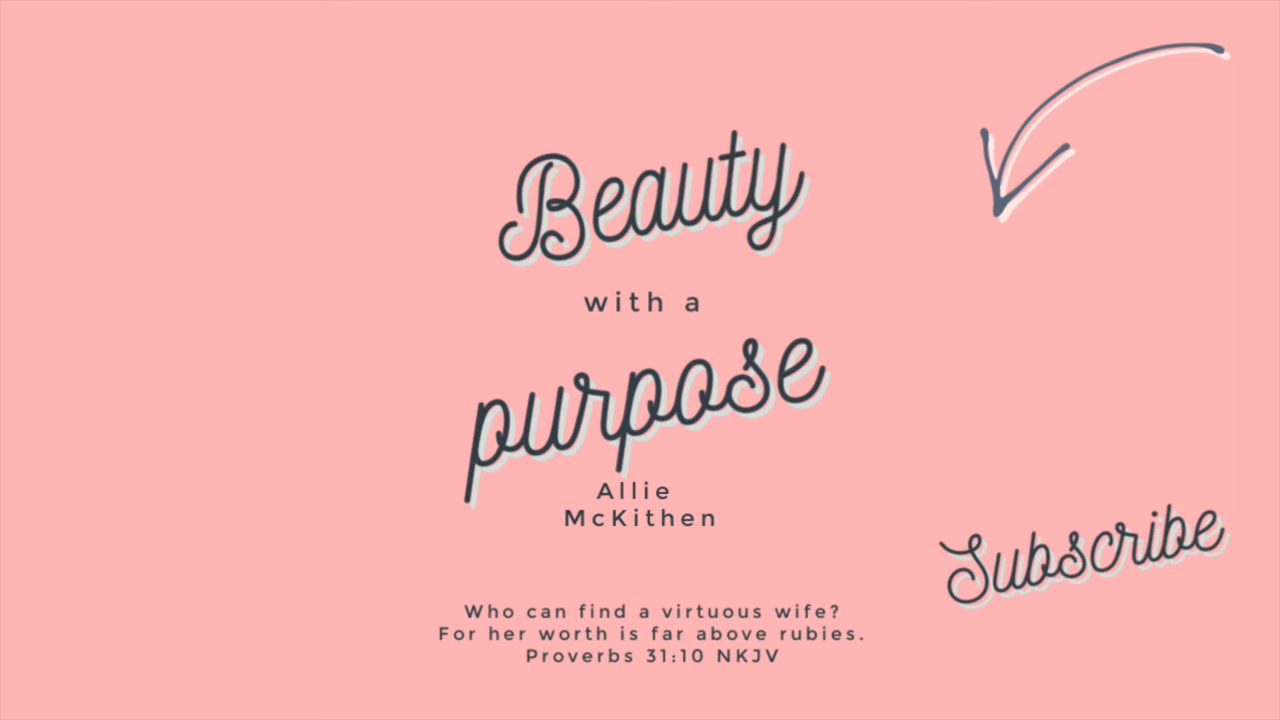 Beauty
with a
purpose
Allie
McKithen
Subscribe
Who can find a virtuous wife?
For her worth is far above rubies.
Proverbs 31:10 NKJV